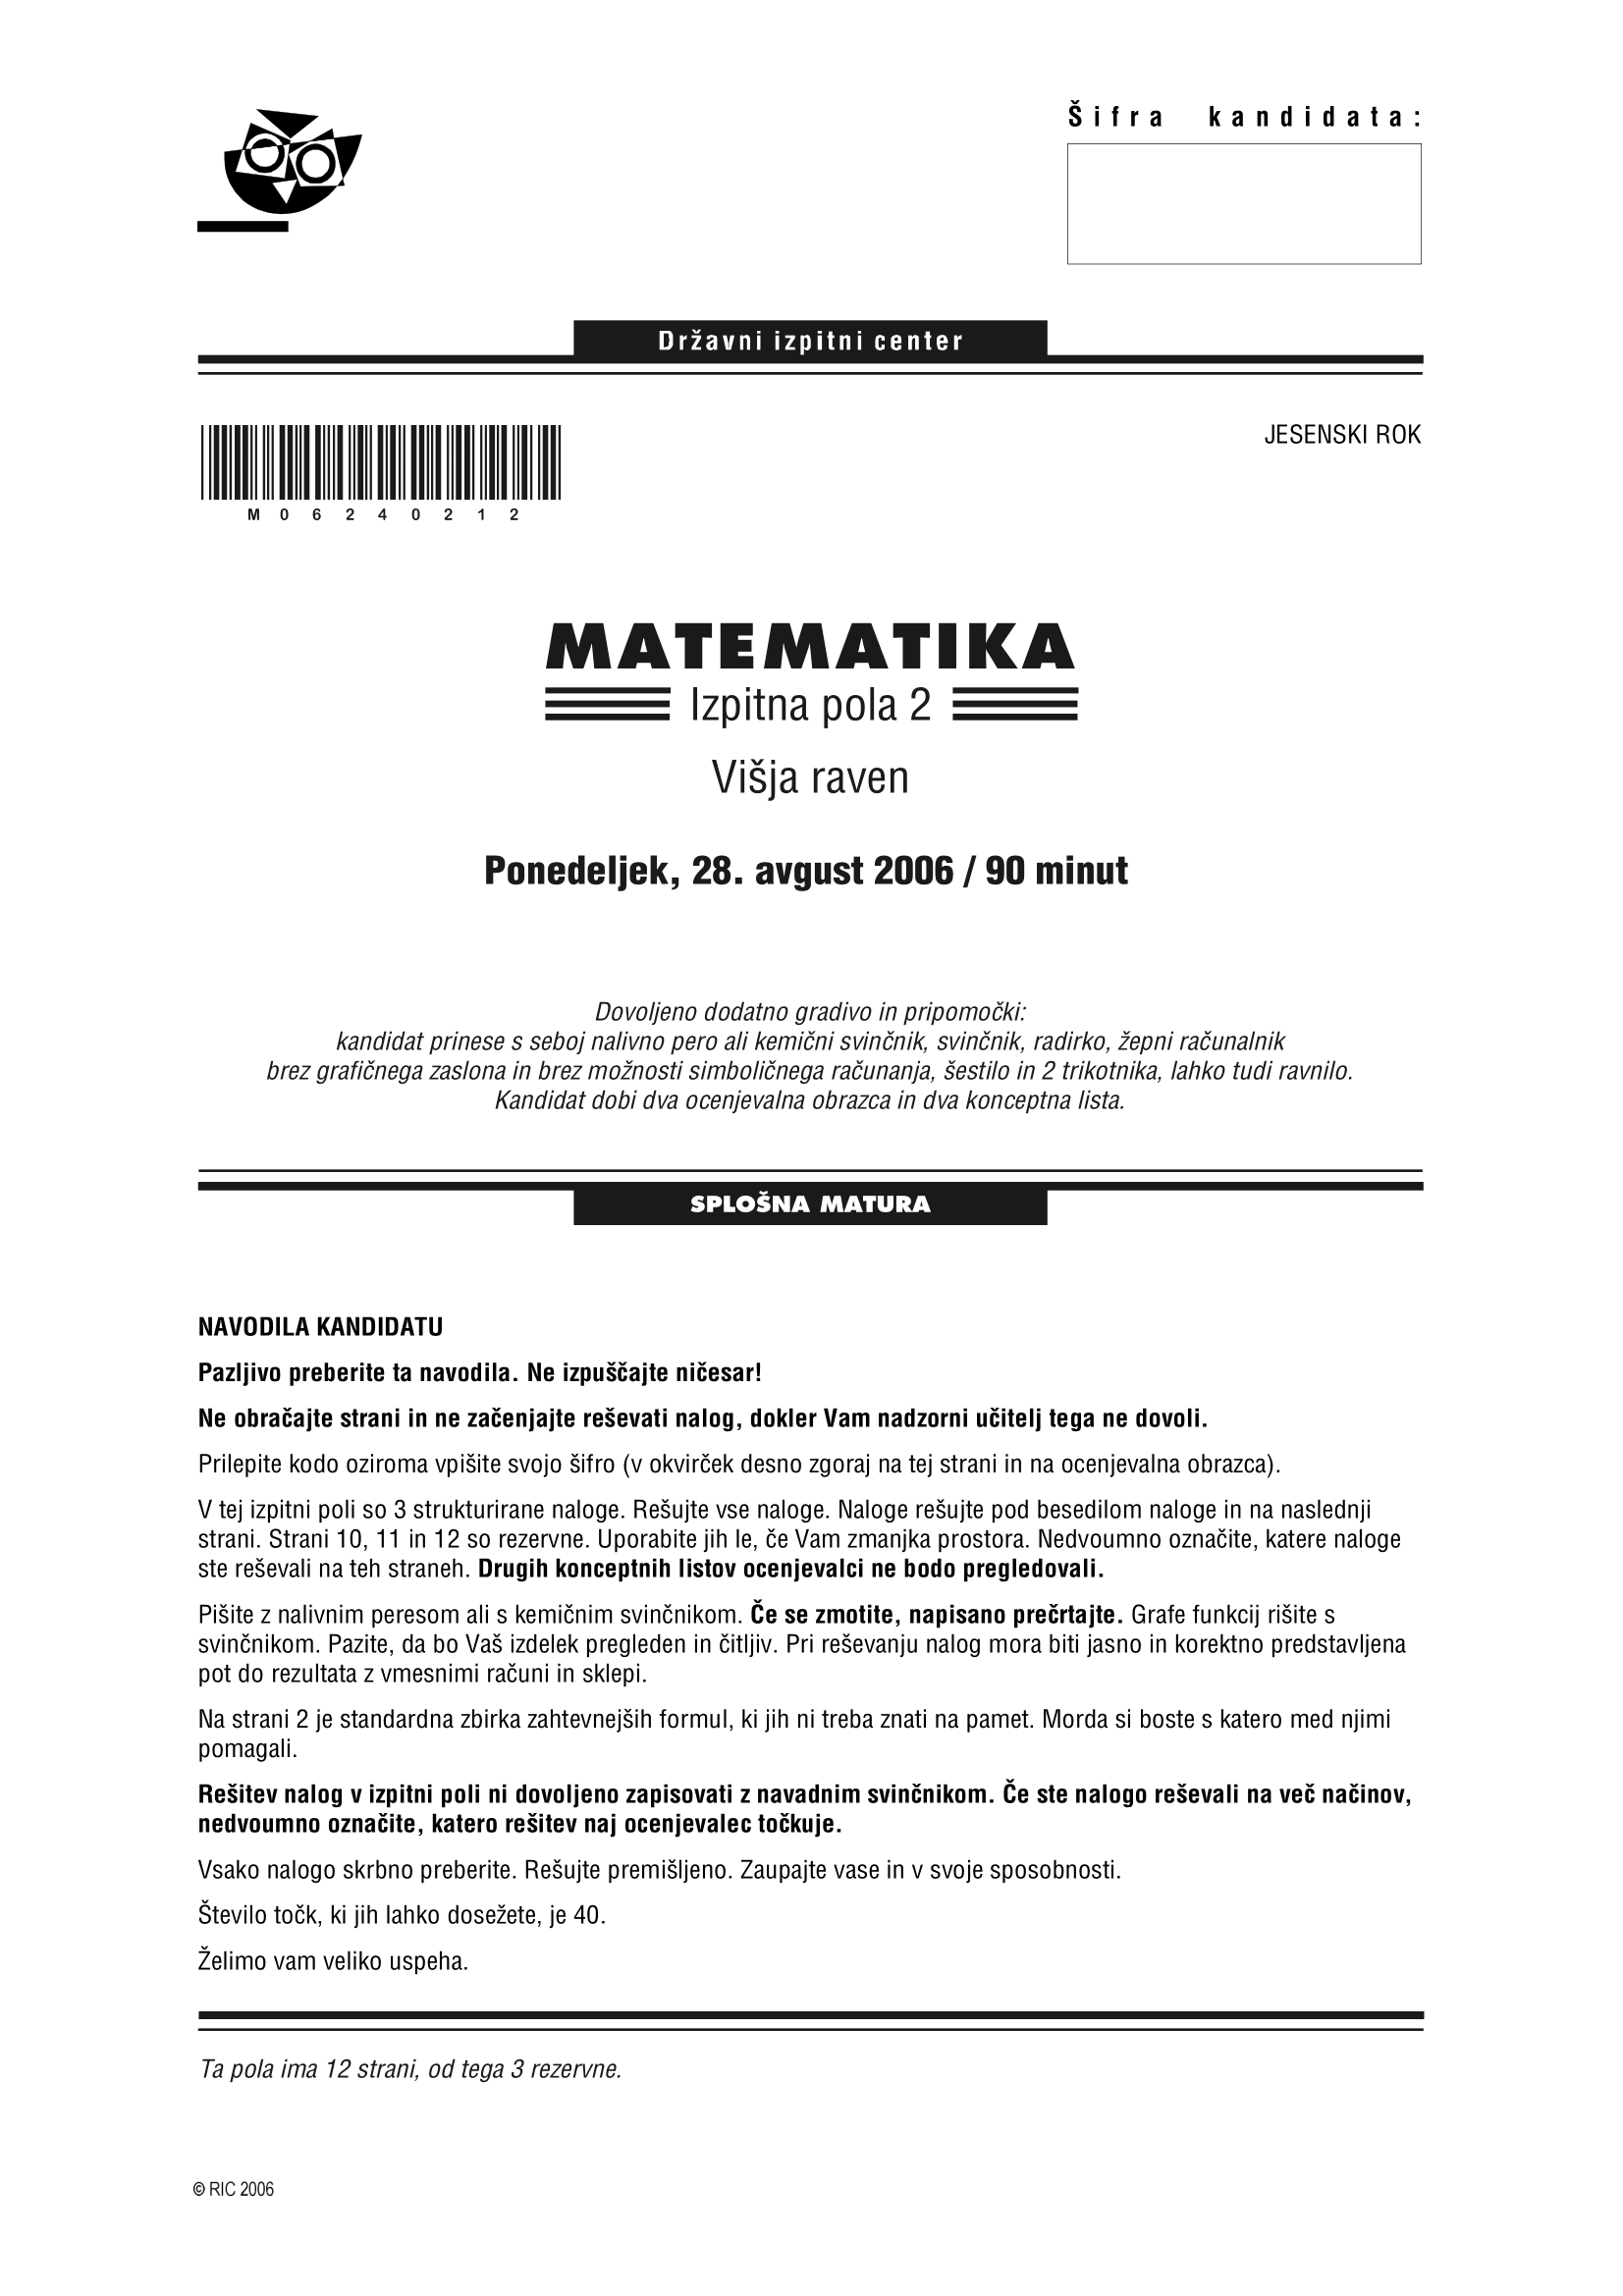 Šifra kandidata:
Državni izpitni center
JESENSKI ROK
M 0 6 2 4 0 2 1 2
MATEMATIKA
Izpitna pola 2
Višja raven
Ponedeljek, 28. avgust 2006 / 90 minut
Dovoljeno dodatno gradivo in pripomočki:
kandidat prinese s seboj nalivno pero ali kemični svinčnik, svinčnik, radirko, žepni računalnik
brez grafičnega zaslona in brez možnosti simboličnega računanja, šestilo in 2 trikotnika, lahko tudi ravnilo.
Kandidat dobi dva ocenjevalna obrazca in dva konceptna lista.
SPLOŠNA MATURA
NAVODILA KANDIDATU
Pazljivo preberite ta navodila. Ne izpuščajte ničesar!
Ne obračajte strani in ne začenjajte reševati nalog, dokler Vam nadzorni učitelj tega ne dovoli.
Prilepite kodo oziroma vpišite svojo šifro (v okvirček desno zgoraj na tej strani in na ocenjevalna obrazca).
V tej izpitni poli so 3 strukturirane naloge. Rešujte vse naloge. Naloge rešujte pod besedilom naloge in na naslednji
strani. Strani 10, 11 in 12 so rezervne. Uporabite jih le, če Vam zmanjka prostora. Nedvoumno označite, katere naloge
ste reševali na teh straneh. Drugih konceptnih listov ocenjevalci ne bodo pregledovali.
Pišite z nalivnim peresom ali s kemičnim svinčnikom. Če se zmotite, napisano prečrtajte. Grafe funkcij rišite s
svinčnikom. Pazite, da bo Vaš izdelek pregleden in čitljiv. Pri reševanju nalog mora biti jasno in korektno predstavljena
pot do rezultata z vmesnimi računi in sklepi.
Na strani 2 je standardna zbirka zahtevnejših formul, ki jih ni treba znati na pamet. Morda si boste s katero med njimi
pomagali.
Rešitev nalog v izpitni poli ni dovoljeno zapisovati z navadnim svinčnikom. Če ste nalogo reševali na več načinov,
nedvoumno označite, katero rešitev naj ocenjevalec točkuje.
Vsako nalogo skrbno preberite. Rešujte premišljeno. Zaupajte vase in v svoje sposobnosti.
Število točk, ki jih lahko dosežete, je 40.
Želimo vam veliko uspeha.
Ta pola ima 12 strani, od tega 3 rezervne.
© RIC 2006